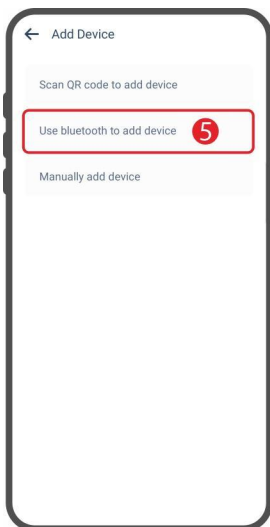 ← Add Device
Scan QR code to add device
Use bluetooth to add device 5
Manually add device